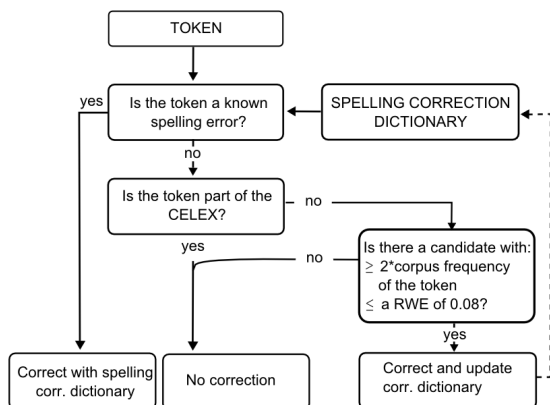 TOKEN
yes
Is the token a known
spelling error?
SPELLING CORRECTION
DICTIONARY
no
Is the token part of the
CELEX?
no
yes
no
Is there a candidate with:
≥ 2*corpus frequency
of the token
≤ a RWE of 0.08?
yes
Correct with spelling
corr. dictionary
No correction
Correct and update
corr. dictionary